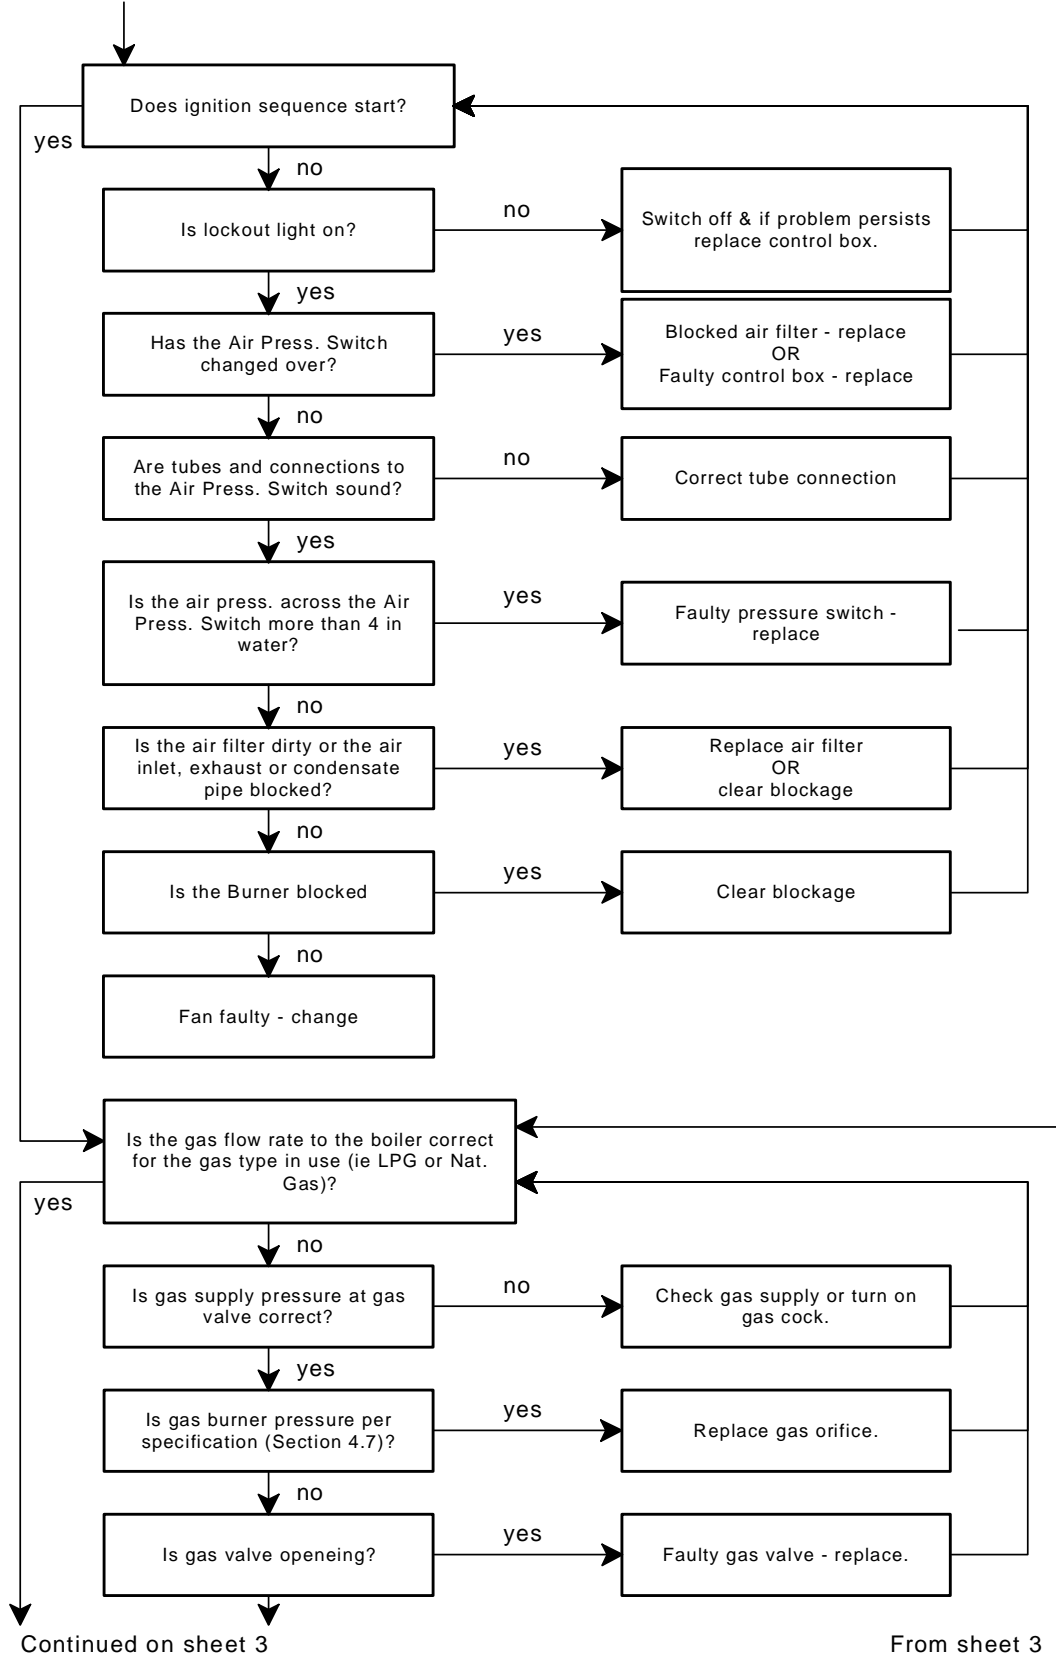 Does ignition sequence start?
yes
no
Is lockout light on?
no
Switch off & if problem persists
replace control box.
yes
Has the Air Press. Switch
changed over?
yes
Blocked air filter - replace
OR
Faulty control box - replace
no
Are tubes and connections to
the Air Press. Switch sound?
no
Correct tube connection
yes
Is the air press. across the Air
Press. Switch more than 4 in
water?
yes
Faulty pressure switch -
replace
no
Is the air filter dirty or the air
inlet, exhaust or condensate
pipe blocked?
yes
Replace air filter
OR
clear blockage
no
Is the Burner blocked
yes
Clear blockage
no
Fan faulty - change
Is the gas flow rate to the boiler correct
for the gas type in use (ie LPG or Nat.
Gas)?
yes
no
Is gas supply pressure at gas
valve correct?
no
Check gas supply or turn on
gas cock.
yes
Is gas burner pressure per
specification (Section 4.7)?
yes
Replace gas orifice.
no
Is gas valve openeing?
yes
Faulty gas valve - replace.
Continued on sheet 3
From sheet 3